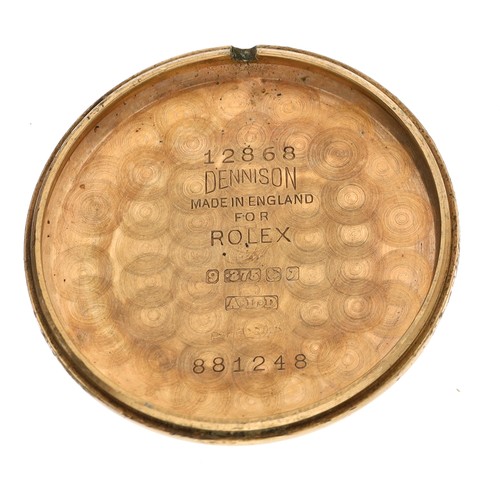 12868
DENNISON
MADE IN ENGLAND
FOR
ROLEX
9 .375
A.L.D
881248